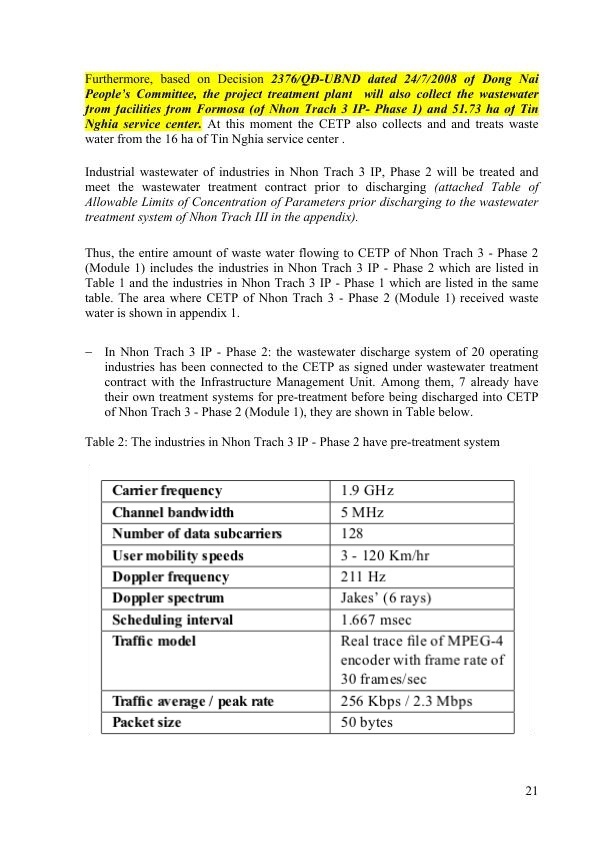 Furthermore, based on Decision 2376/QĐ-UBND dated 24/7/2008 of Dong Nai
People's Committee, the project treatment plant will also collect the wastewater
from facilities from Formosa (of Nhon Trach 3 IP- Phase 1) and 51.73 ha of Tin
Nghia service center. At this moment the CETP also collects and and treats waste
water from the 16 ha of Tin Nghia service center .
Industrial wastewater of industries in Nhon Trach 3 IP, Phase 2 will be treated and
meet the wastewater treatment contract prior to discharging (attached Table of
Allowable Limits of Concentration of Parameters prior discharging to the wastewater
treatment system of Nhon Trach III in the appendix).
Thus, the entire amount of waste water flowing to CETP of Nhon Trach 3 - Phase 2
(Module 1) includes the industries in Nhon Trach 3 IP - Phase 2 which are listed in
Table 1 and the industries in Nhon Trach 3 IP - Phase 1 which are listed in the same
table. The area where CETP of Nhon Trach 3 - Phase 2 (Module 1) received waste
water is shown in appendix 1.
– In Nhon Trach 3 IP - Phase 2: the wastewater discharge system of 20 operating
industries has been connected to the CETP as signed under wastewater treatment
contract with the Infrastructure Management Unit. Among them, 7 already have
their own treatment systems for pre-treatment before being discharged into CETP
of Nhon Trach 3 - Phase 2 (Module 1), they are shown in Table below.
Table 2: The industries in Nhon Trach 3 IP - Phase 2 have pre-treatment system
Carrier frequency 1.9 GHz
Channel bandwidth 5 MHz
Number of data subcarriers 128
User mobility speeds 3 - 120 Km/hr
Doppler frequency 211 Hz
Doppler spectrum Jakes' (6 rays)
Scheduling interval 1.667 msec
Traffic model Real trace file of MPEG-4
encoder with frame rate of
30 frames/sec
Traffic average / peak rate 256 Kbps / 2.3 Mbps
Packet size 50 bytes
21